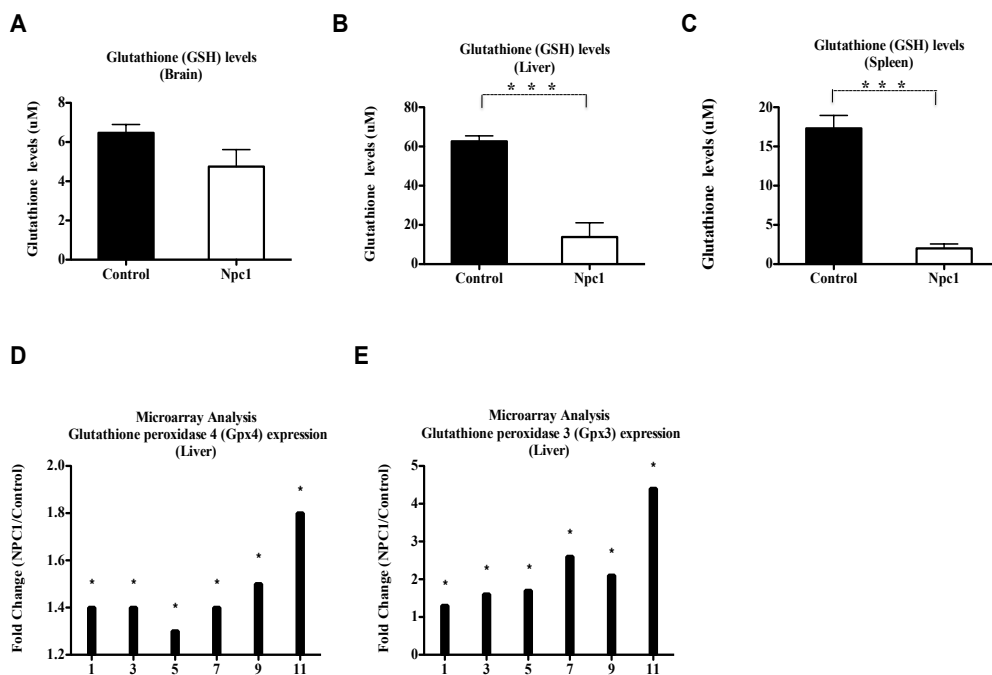 A
Glutathione (GSH) levels
(Brain)
Glutathione levels (uM)
8
6
4
2
0
Control Npc1
B
Glutathione (GSH) levels
(Liver)
* * *
Glutathione levels (uM)
80
60
40
20
0
Control Npc1
C
Glutathione (GSH) levels
(Spleen)
* * *
Glutathione levels (uM)
20
15
10
5
0
Control Npc1
D
Microarray Analysis
Glutathione peroxidase 4 (Gpx4) expression
(Liver)
Fold Change (NPC1/Control)
2.0
1.8
1.6
1.4
1.2
* * * * * *
1 3 5 7 9 11
E
Microarray Analysis
Glutathione peroxidase 3 (Gpx3) expression
(Liver)
Fold Change (NPC1/Control)
5
4
3
2
1
0
* * * * * *
1 3 5 7 9 11